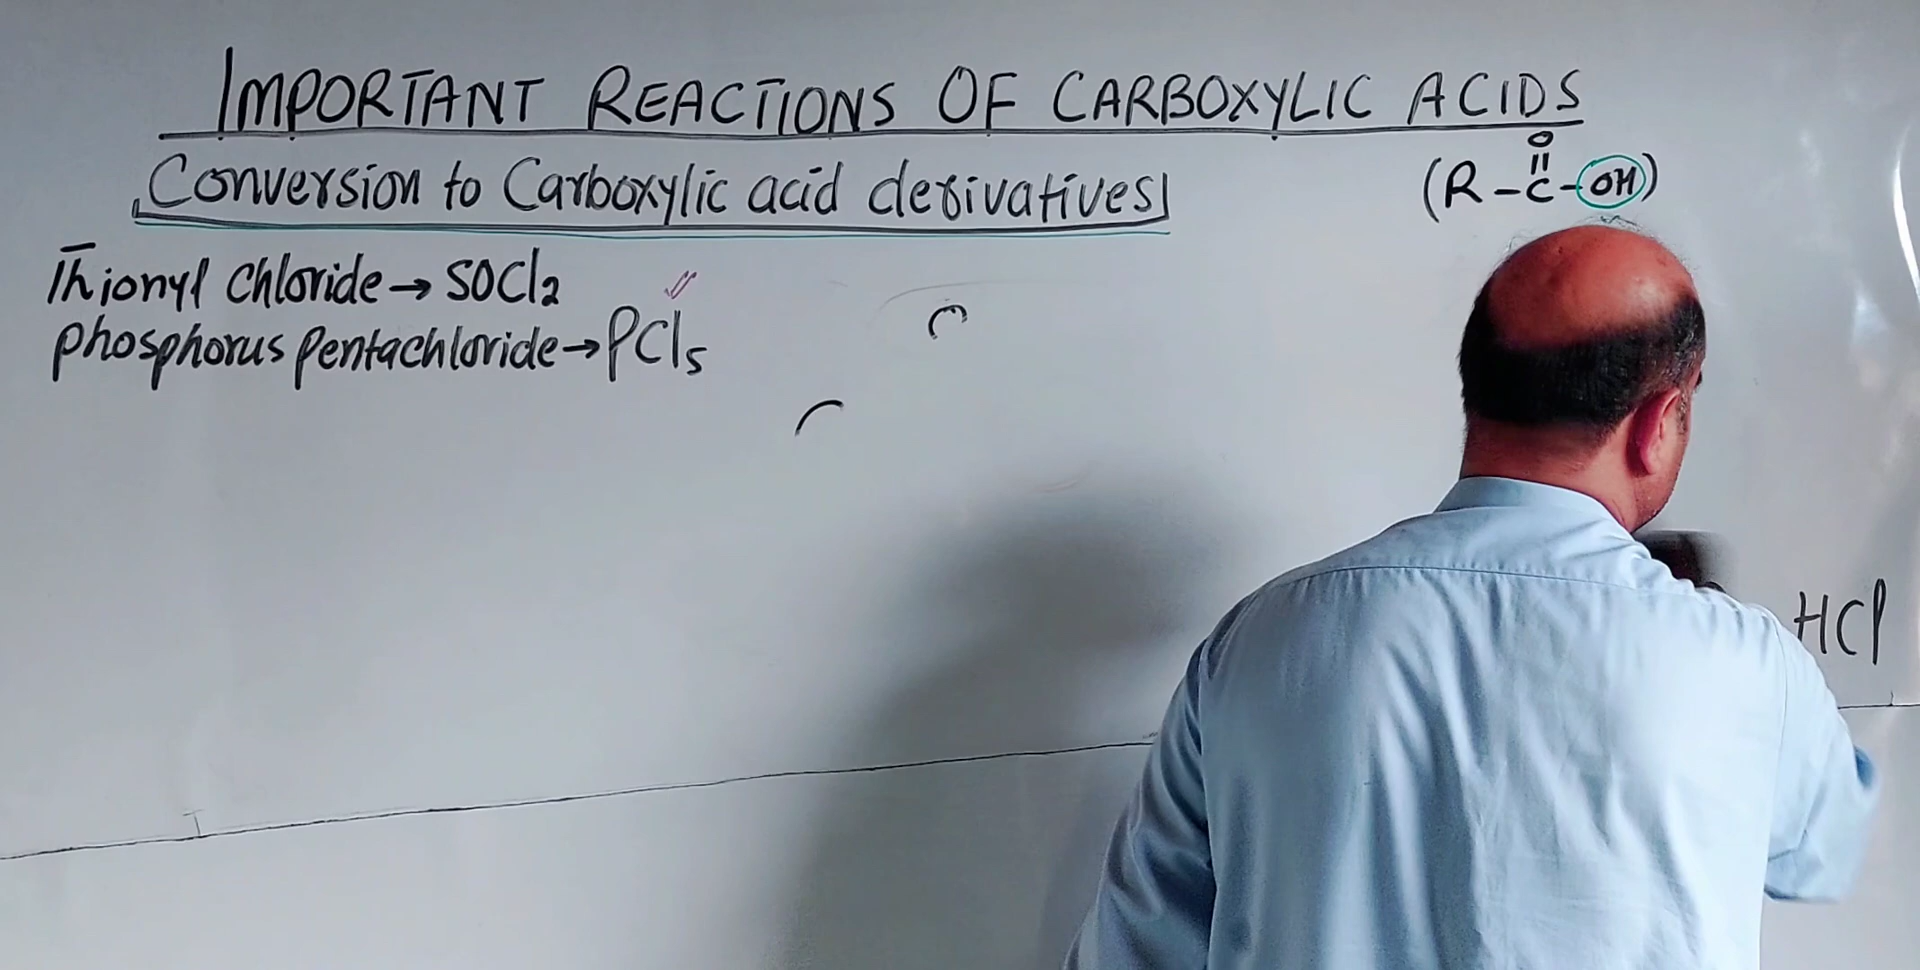 IMPORTANT REACTIONS OF CARBOXYLIC ACIDS
Conversion to Carboxylic acid derivatives
O
||
(R-C-OH)
Thionyl Chloride→ SOCl2
Phosphorus Pentachloride→PCl5
HCl